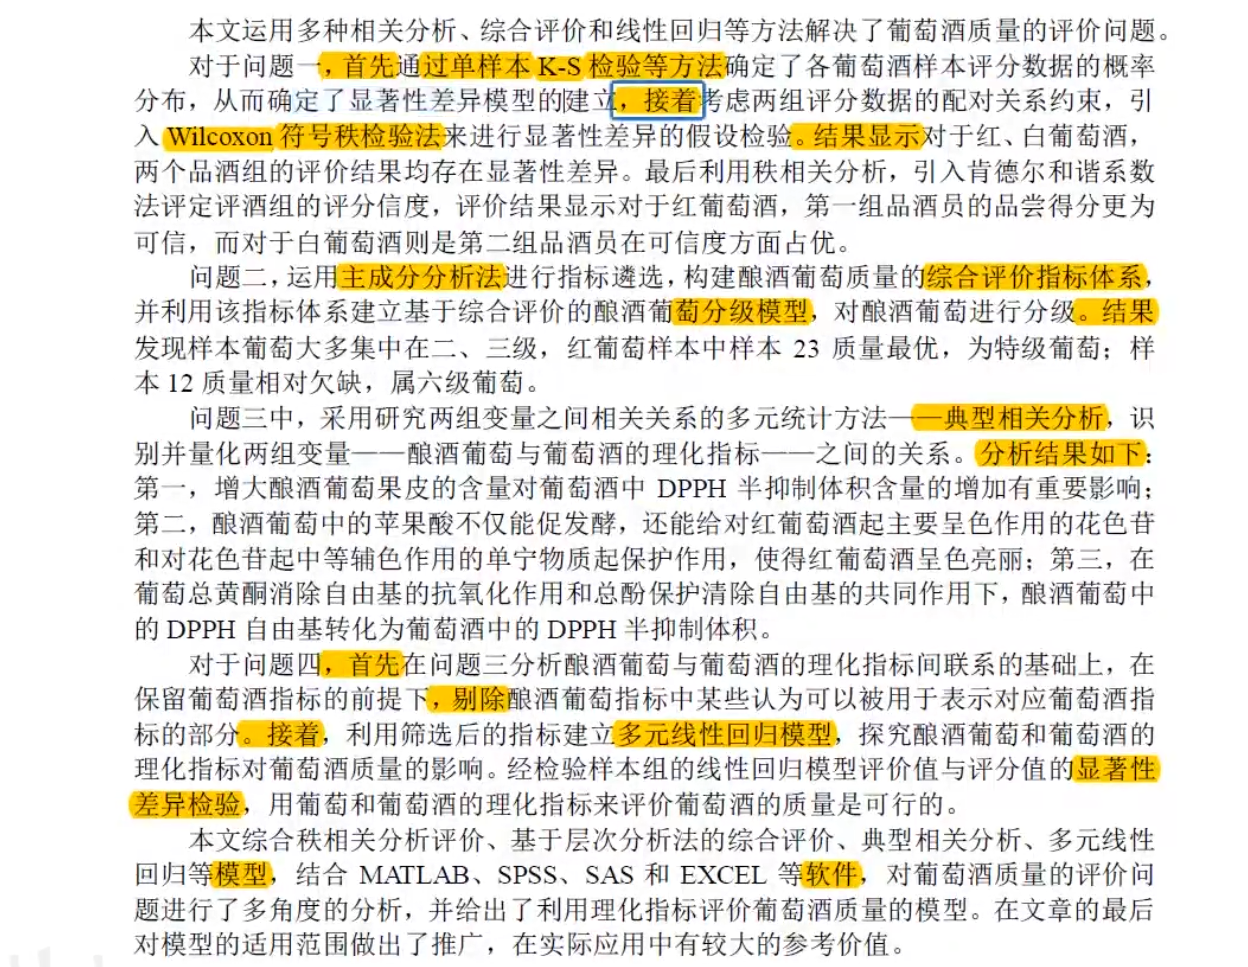 本文运用多种相关分析、综合评价和线性回归等方法解决了葡萄酒质量的评价问题。
对于问题一，首先通过单样本 K-S 检验等方法确定了各葡萄酒样本评分数据的概率
分布，从而确定了显著性差异模型的建立，接着考虑两组评分数据的配对关系约束，引
入 Wilcoxon 符号秩检验法来进行显著性差异的假设检验。结果显示对于红、白葡萄酒，
两个品酒组的评价结果均存在显著性差异。最后利用秩相关分析，引入肯德尔和谐系数
法评定评酒组的评分信度，评价结果显示对于红葡萄酒，第一组品酒员的品尝得分更为
可信，而对于白葡萄酒则是第二组品酒员在可信度方面占优。
问题二，运用主成分分析法进行指标遴选，构建酿酒葡萄质量的综合评价指标体系，
并利用该指标体系建立基于综合评价的酿酒葡萄分级模型，对酿酒葡萄进行分级。结果
发现样本葡萄大多集中在二、三级，红葡萄样本中样本 23 质量最优，为特级葡萄；样
本 12 质量相对欠缺，属六级葡萄。
问题三中，采用研究两组变量之间相关关系的多元统计方法——典型相关分析，识
别并量化两组变量——酿酒葡萄与葡萄酒的理化指标——之间的关系。分析结果如下：
第一，增大酿酒葡萄果皮的含量对葡萄酒中 DPPH 半抑制体积含量的增加有重要影响；
第二，酿酒葡萄中的苹果酸不仅能促发酵，还能给对红葡萄酒起主要呈色作用的花色苷
和对花色苷起中等辅色作用的单宁物质起保护作用，使得红葡萄酒呈色亮丽；第三，在
葡萄总黄酮消除自由基的抗氧化作用和总酚保护清除自由基的共同作用下，酿酒葡萄中
的 DPPH 自由基转化为葡萄酒中的 DPPH 半抑制体积。
对于问题四，首先在问题三分析酿酒葡萄与葡萄酒的理化指标间联系的基础上，在
保留葡萄酒指标的前提下，剔除酿酒葡萄指标中某些认为可以被用于表示对应葡萄酒指
标的部分。接着，利用筛选后的指标建立多元线性回归模型，探究酿酒葡萄和葡萄酒的
理化指标对葡萄酒质量的影响。经检验样本组的线性回归模型评价值与评分值的显著性
差异检验，用葡萄和葡萄酒的理化指标来评价葡萄酒的质量是可行的。
本文综合秩相关分析评价、基于层次分析法的综合评价、典型相关分析、多元线性
回归等模型，结合 MATLAB、SPSS、SAS 和 EXCEL 等软件，对葡萄酒质量的评价问
题进行了多角度的分析，并给出了利用理化指标评价葡萄酒质量的模型。在文章的最后
对模型的适用范围做出了推广，在实际应用中有较大的参考价值。